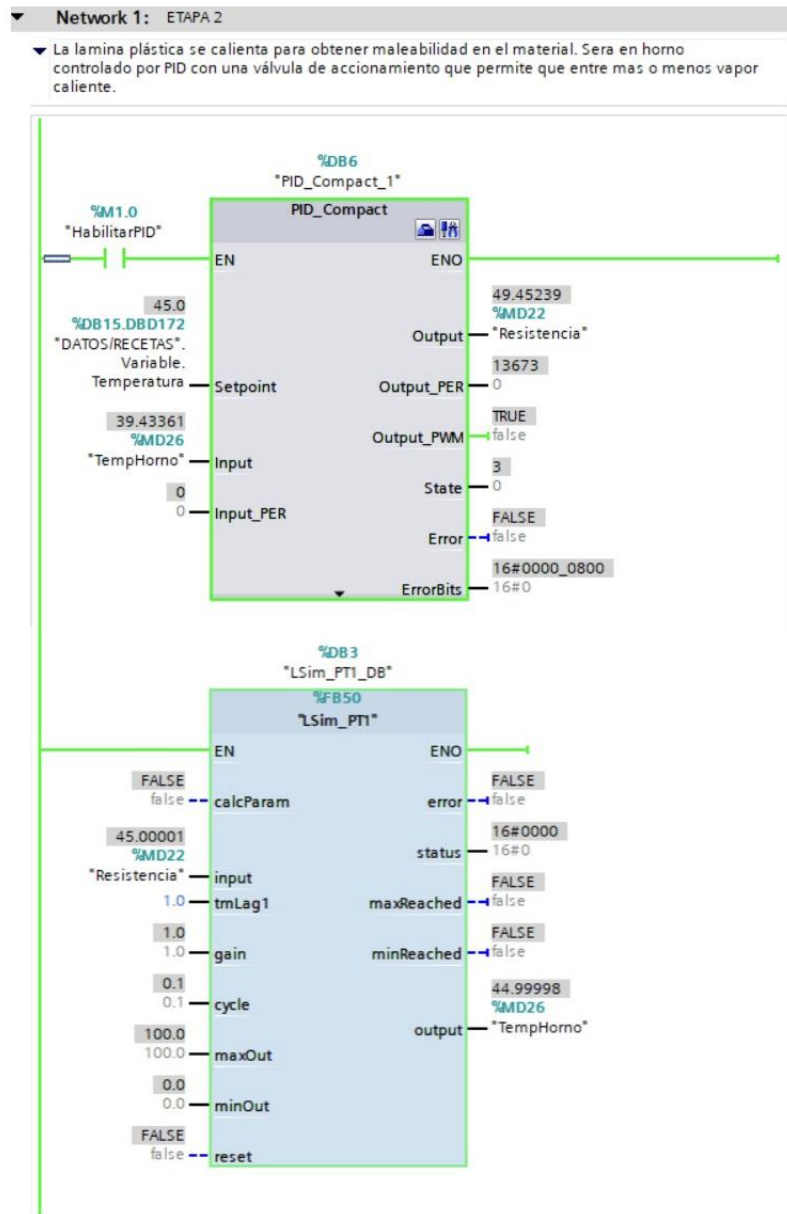 Network 1: ETAPA 2
La lamina plástica se calienta para obtener maleabilidad en el material. Sera en horno
controlado por PID con una válvula de accionamiento que permite que entre mas o menos vapor
caliente.
%DB6
"PID_Compact_1"
PID_Compact
%M1.0
"HabilitarPID"
EN
ENO
45.0
%DB15.DBD172
"DATOS/RECETAS".
Variable.
Temperatura
Setpoint
39.43361
%MD26
"TempHorno"
Input
0
0
Input_PER
49.45239
%MD22
Output
"Resistencia"
13673
Output_PER
0
TRUE
Output_PWM
false
3
State
0
FALSE
Error
false
16#0000_0800
ErrorBits
16#0
%DB3
"LSim_PT1_DB"
%FB50
"LSim_PT1"
EN
ENO
FALSE
false
calcParam
45.00001
%MD22
"Resistencia"
input
1.0
tmLag1
1.0
1.0
gain
0.1
0.1
cycle
100.0
100.0
maxOut
0.0
0.0
minOut
FALSE
false
reset
FALSE
error
false
16#0000
status
16#0
FALSE
maxReached
false
FALSE
minReached
false
44.99998
%MD26
output
"TempHorno"